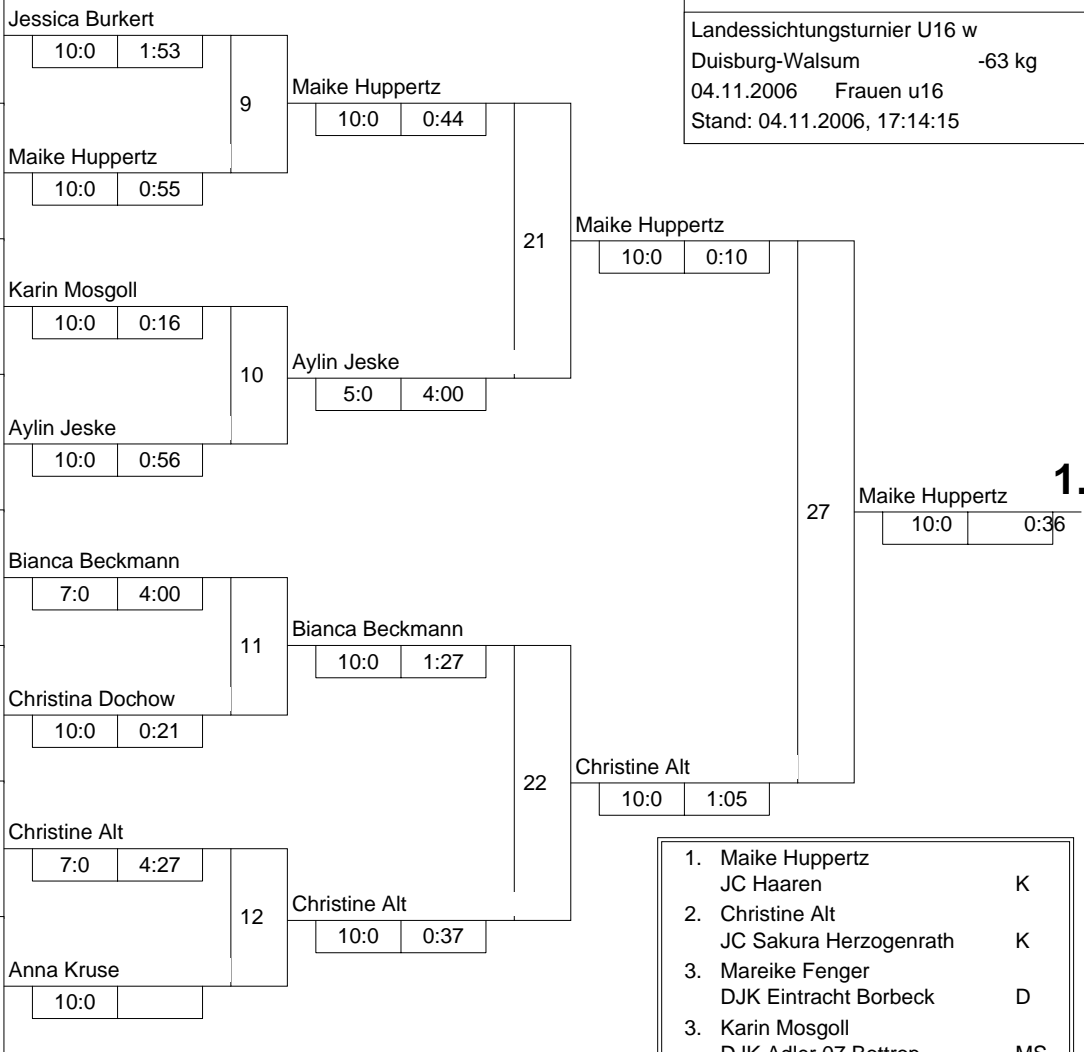 Jessica Burkert
10:0 1:53
9
Maike Huppertz
10:0 0:55
Karin Mosgoll
10:0 0:16
10
Aylin Jeske
10:0 0:56
Bianca Beckmann
7:0 4:00
11
Christina Dochow
10:0 0:21
Christine Alt
7:0 4:27
12
Anna Kruse
10:0
Maike Huppertz
10:0 0:44
21
Aylin Jeske
5:0 4:00
Bianca Beckmann
10:0 1:27
22
Christine Alt
10:0 0:37
Maike Huppertz
10:0 0:10
27
Christine Alt
10:0 1:05
Maike Huppertz 1.
10:0 0:36
Landessichtungsturnier U16 w
Duisburg-Walsum -63 kg
04.11.2006 Frauen u16
Stand: 04.11.2006, 17:14:15
1. Maike Huppertz
JC Haaren K
2. Christine Alt
JC Sakura Herzogenrath K
3. Mareike Fenger
DJK Eintracht Borbeck D
3. Karin Mosgoll
DJK Adler 07 Bottrop MS